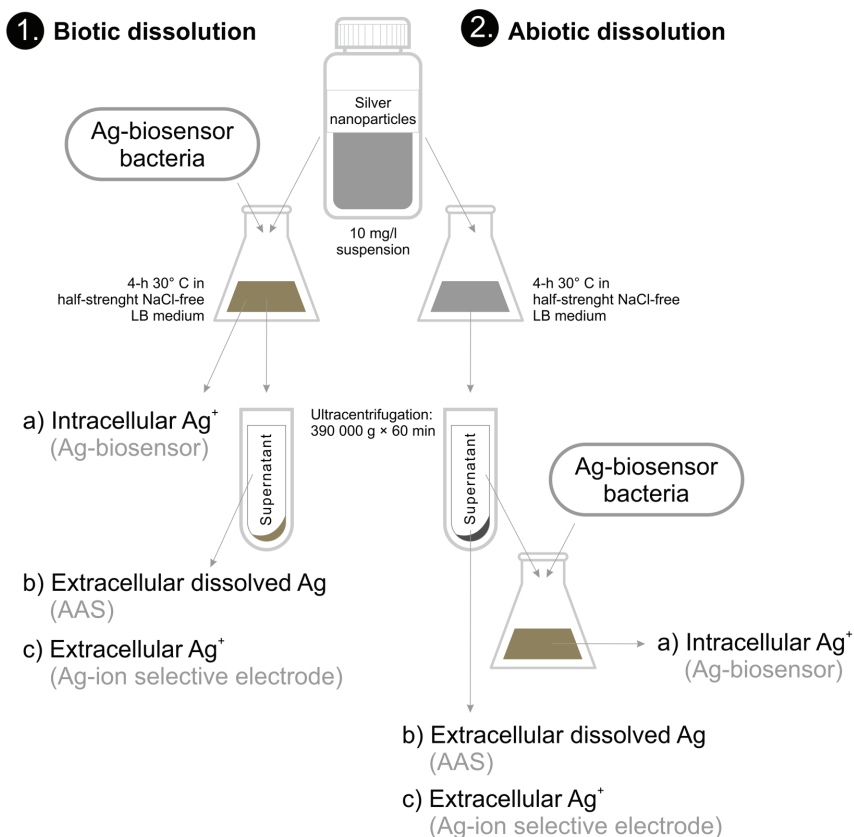 1. Biotic dissolution
2. Abiotic dissolution
Silver
nanoparticles
Ag-biosensor
bacteria
10 mg/l
suspension
4-h 30° C in
half-strenght NaCl-free
LB medium
4-h 30° C in
half-strenght NaCl-free
LB medium
a) Intracellular Ag⁺
(Ag-biosensor)
Supernatant
Ultracentrifugation:
390 000 g × 60 min
Supernatant
Ag-biosensor
bacteria
b) Extracellular dissolved Ag
(AAS)
c) Extracellular Ag⁺
(Ag-ion selective electrode)
a) Intracellular Ag⁺
(Ag-biosensor)
b) Extracellular dissolved Ag
(AAS)
c) Extracellular Ag⁺
(Ag-ion selective electrode)